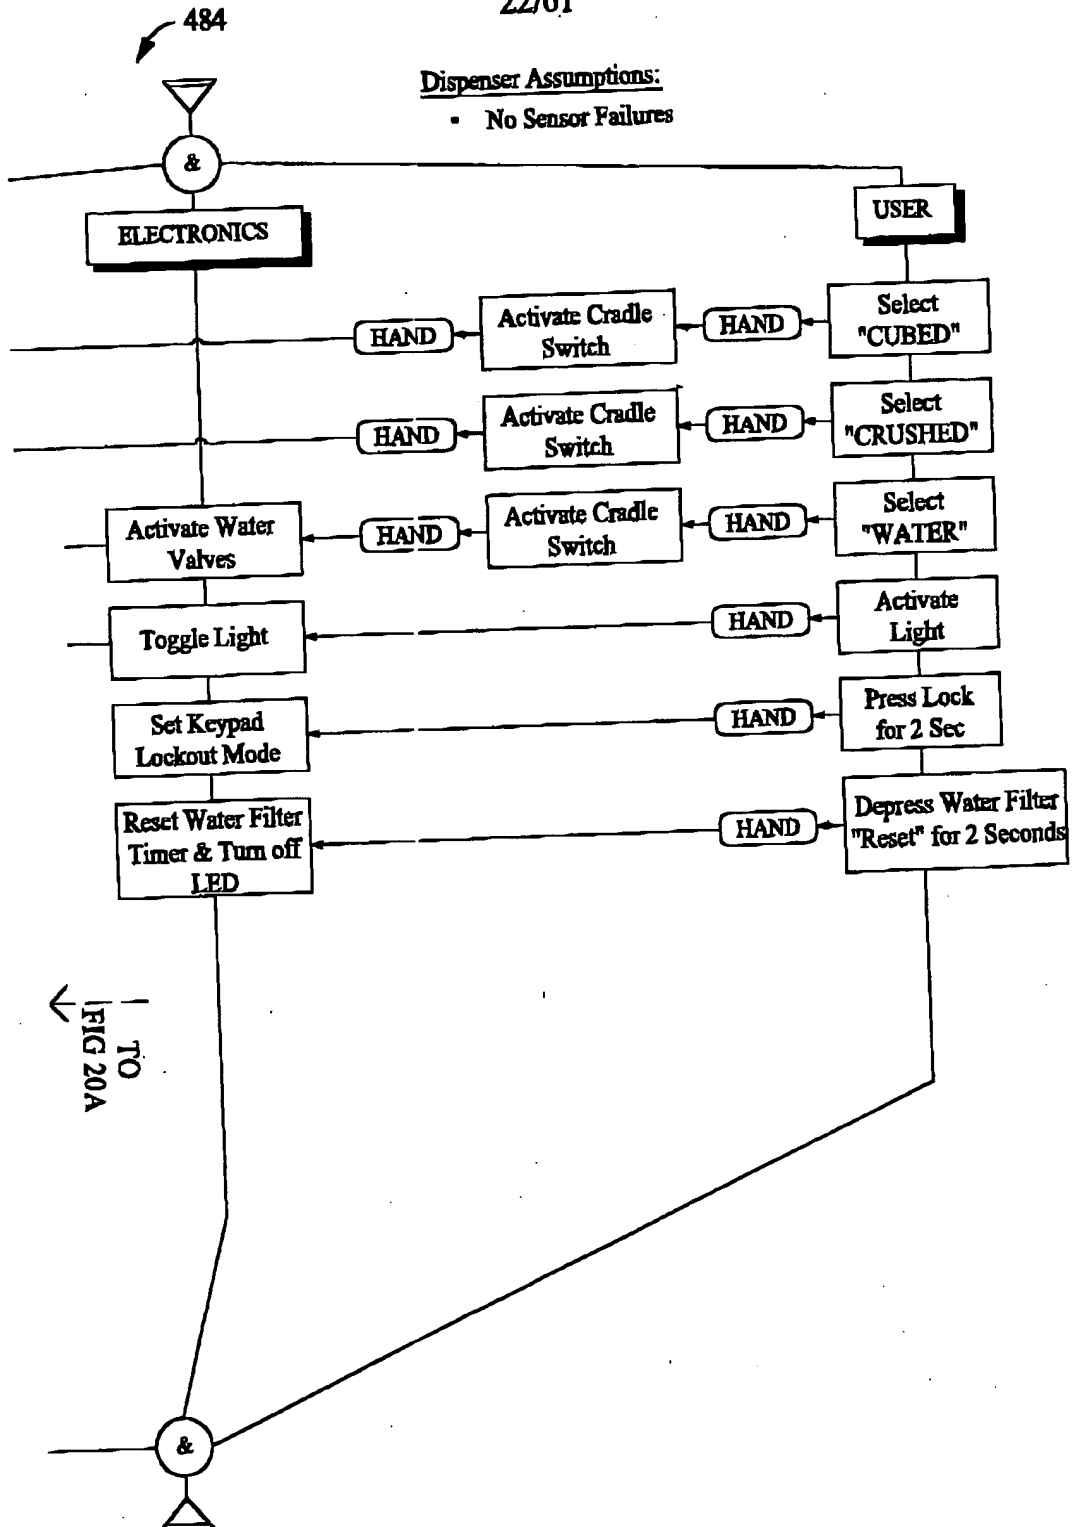 484
22/61
Dispenser Assumptions:
• No Sensor Failures
&
ELECTRONICS
USER
HAND
Activate Cradle
Switch
HAND
Select
"CUBED"
HAND
Activate Cradle
Switch
HAND
Select
"CRUSHED"
Activate Water
Valves
HAND
Activate Cradle
Switch
HAND
Select
"WATER"
Toggle Light
HAND
Activate
Light
Set Keypad
Lockout Mode
HAND
Press Lock
for 2 Sec
Reset Water Filter
Timer & Turn off
LED
HAND
Depress Water Filter
"Reset" for 2 Seconds
TO
FIG 20A
&